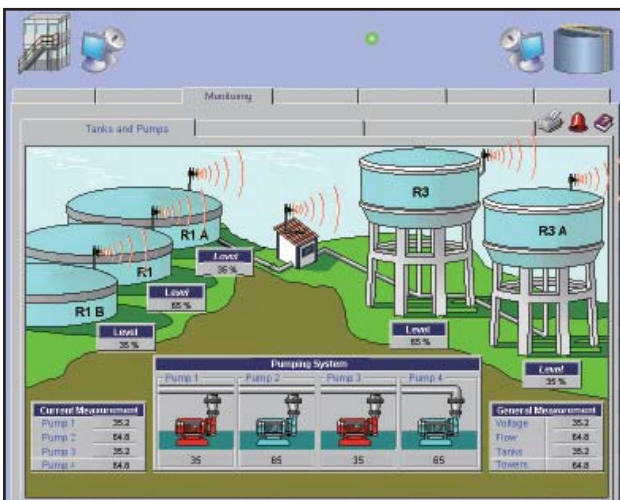 Monitoring
Tanks and Pumps
R3
R3 A
R1 A
R1
R1 B
Level
35 %
Level
65 %
Level
35 %
Level
65 %
Level
35 %
Pumping System
Pump 1
Pump 2
Pump 3
Pump 4
35
65
35
65
Current Measurement
Pump 1 35.2
Pump 2 64.8
Pump 3 35.2
Pump 4 64.8
General Measurement
Voltage 35.2
Flow 64.8
Tanks 35.2
Towers 64.8